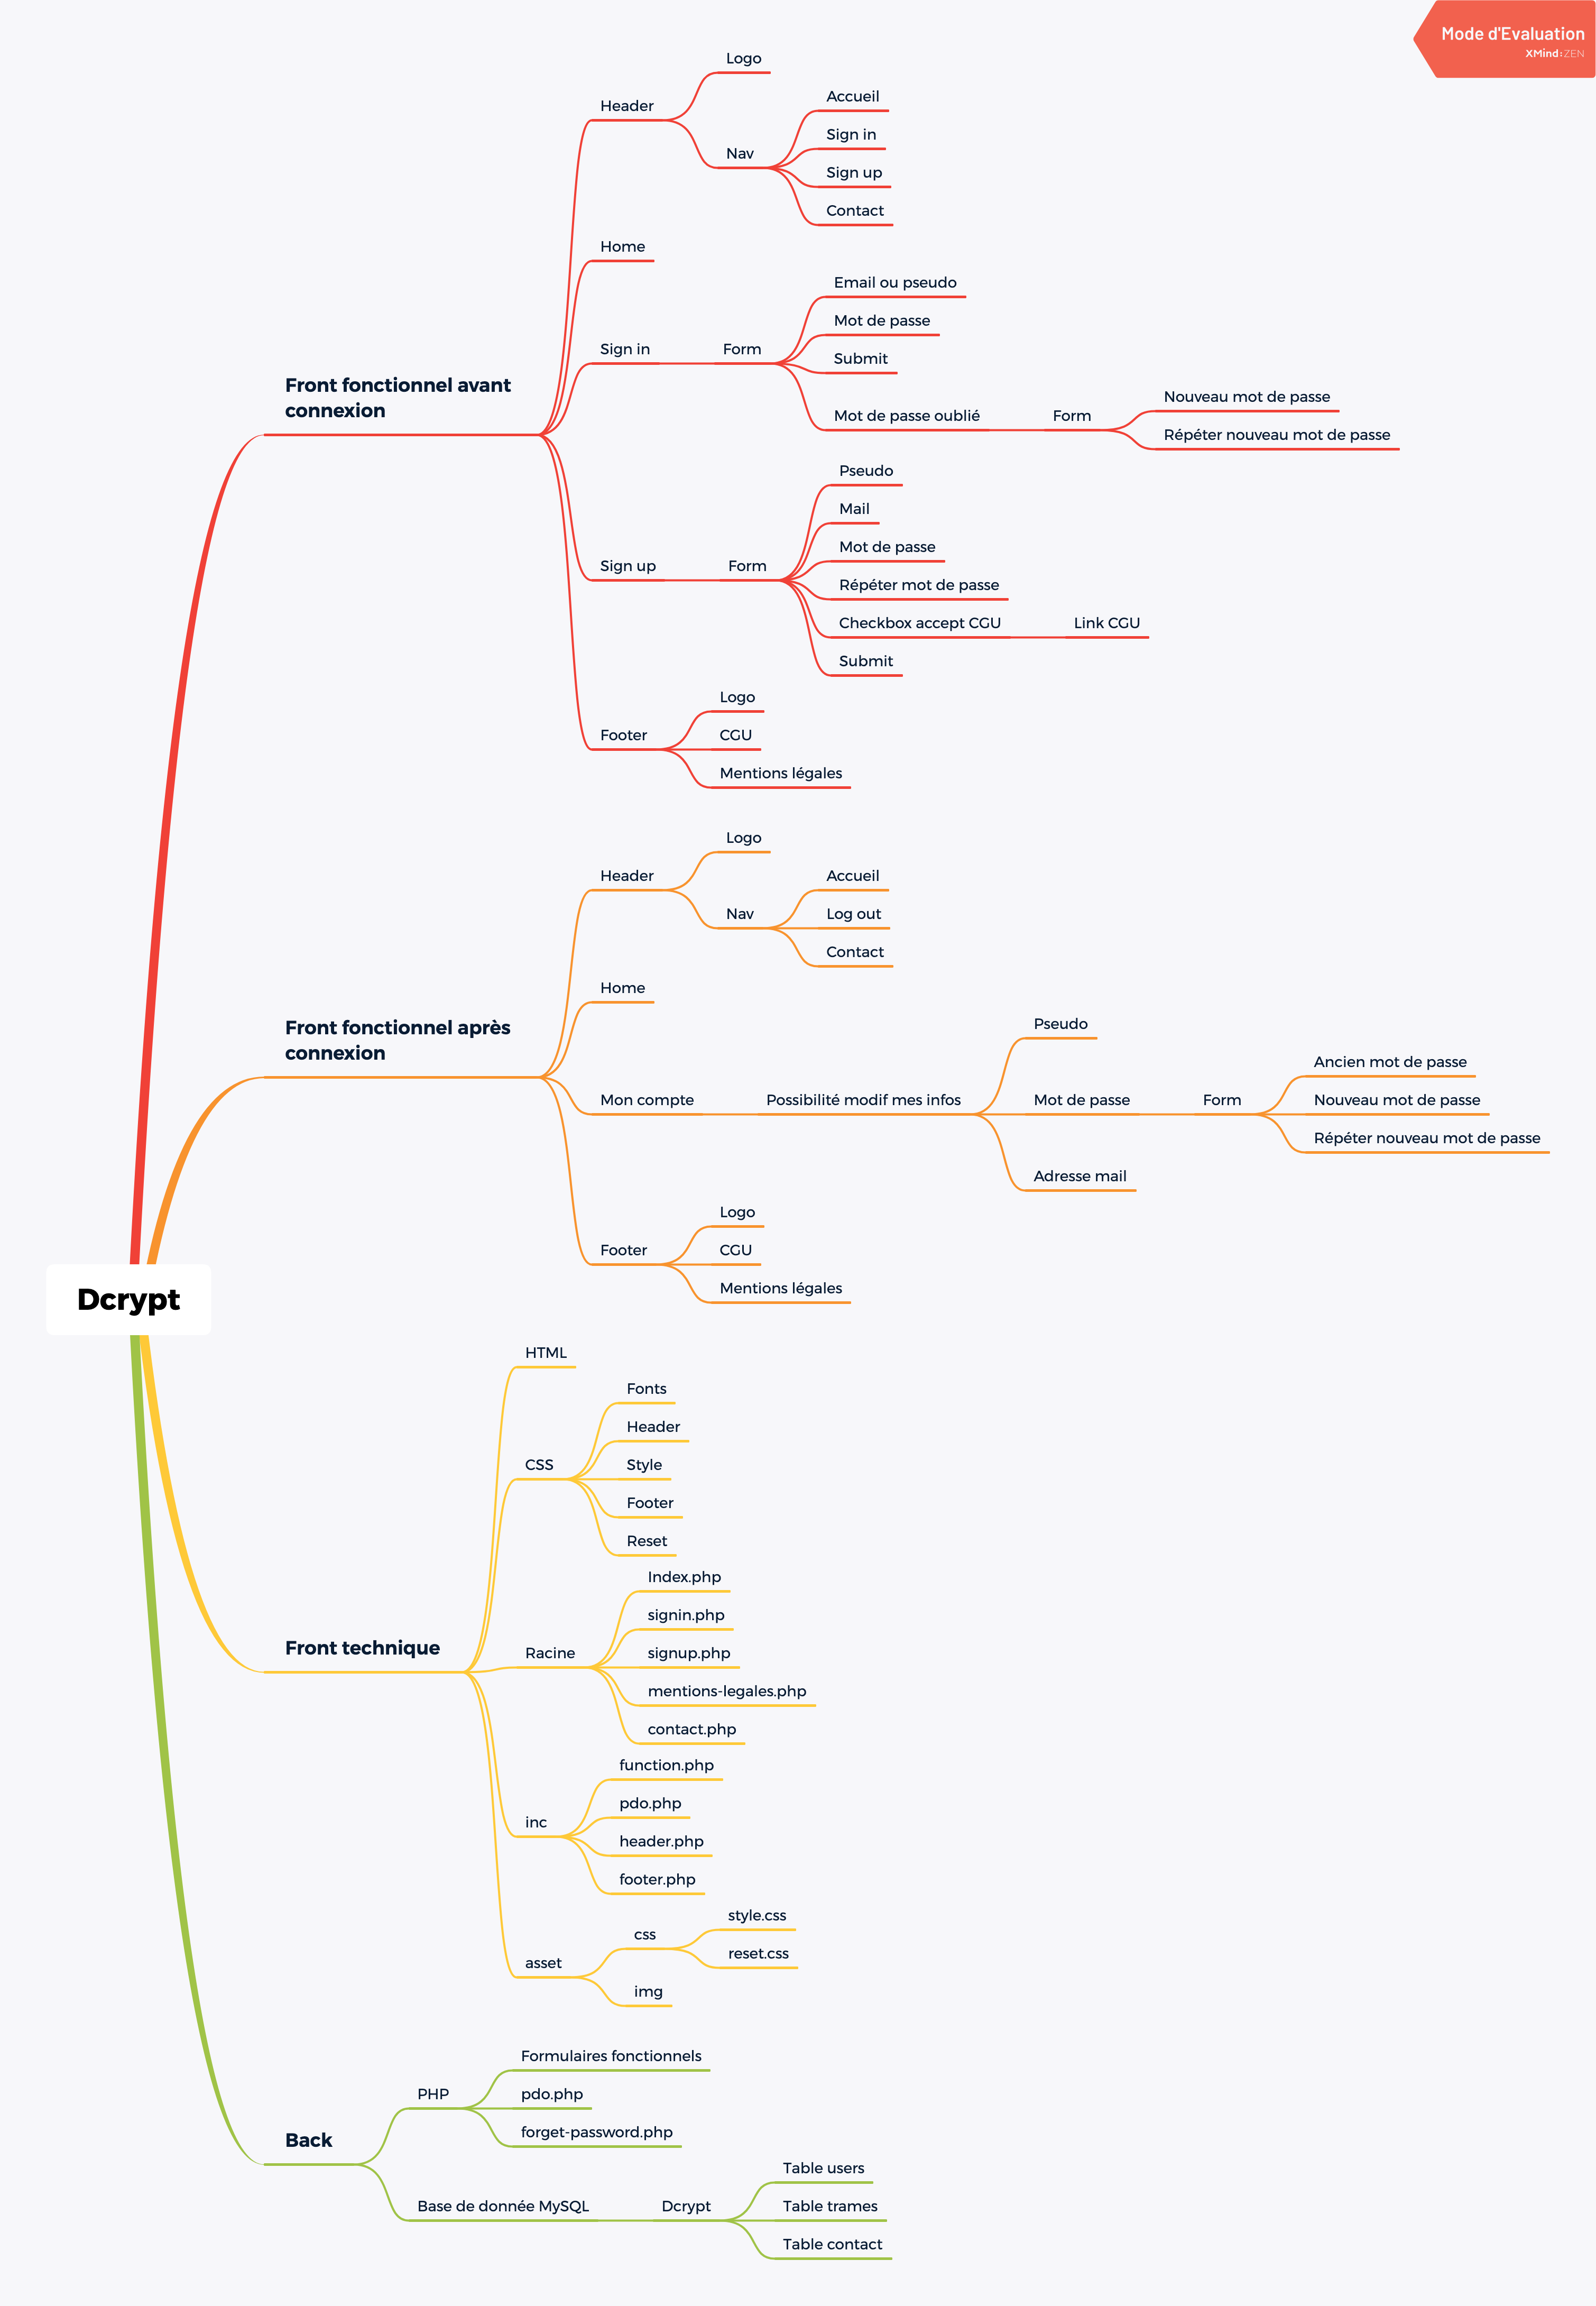 Mode d'Evaluation
XMind:ZEN
Dcrypt
Front fonctionnel avant
connexion
Header
Logo
Nav
Accueil
Sign in
Sign up
Contact
Home
Sign in
Form
Email ou pseudo
Mot de passe
Submit
Mot de passe oublié
Form
Nouveau mot de passe
Répéter nouveau mot de passe
Sign up
Form
Pseudo
Mail
Mot de passe
Répéter mot de passe
Checkbox accept CGU
Link CGU
Submit
Footer
Logo
CGU
Mentions légales
Front fonctionnel après
connexion
Header
Logo
Nav
Accueil
Log out
Contact
Home
Mon compte
Possibilité modif mes infos
Pseudo
Mot de passe
Form
Ancien mot de passe
Nouveau mot de passe
Répéter nouveau mot de passe
Adresse mail
Footer
Logo
CGU
Mentions légales
Front technique
HTML
CSS
Fonts
Header
Style
Footer
Reset
Racine
Index.php
signin.php
signup.php
mentions-legales.php
contact.php
inc
function.php
pdo.php
header.php
footer.php
asset
css
style.css
reset.css
img
Back
PHP
Formulaires fonctionnels
pdo.php
forget-password.php
Base de donnée MySQL
Dcrypt
Table users
Table trames
Table contact